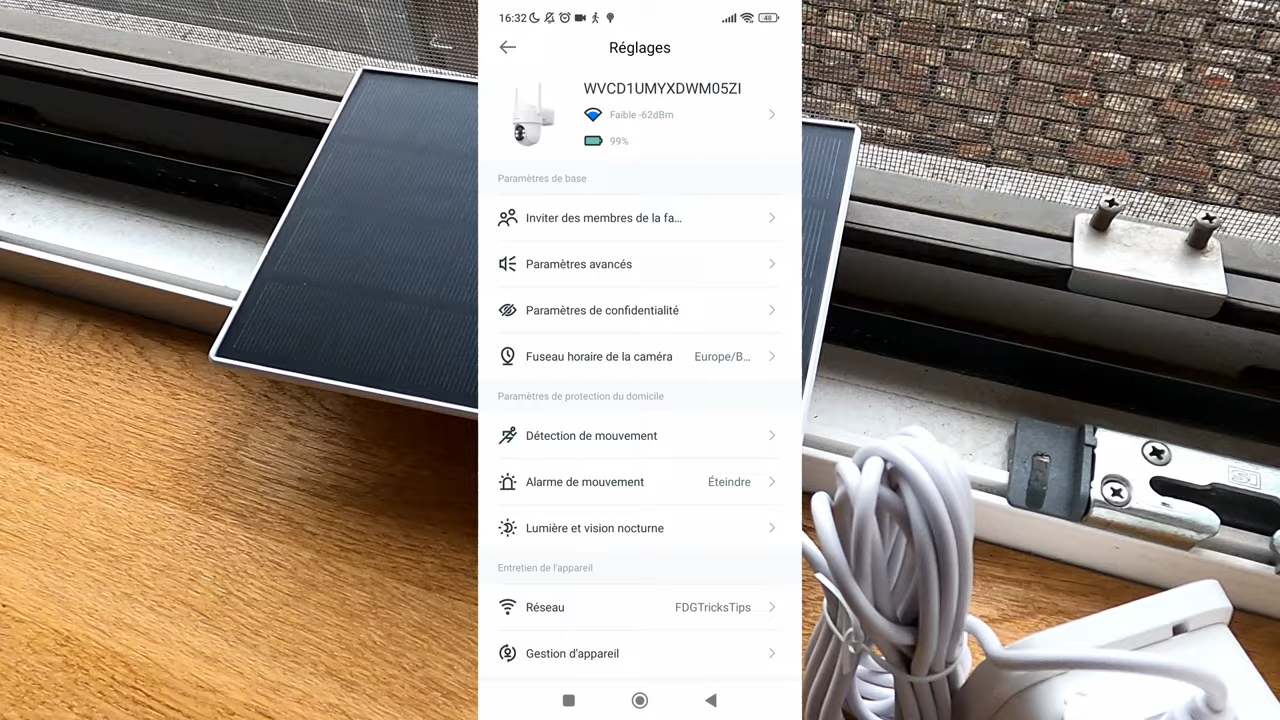 16:32
48
Réglages
WVCD1UMYXDWM05ZI
Faible -62dBm
99%
Paramètres de base
Inviter des membres de la fa...
Paramètres avancés
Paramètres de confidentialité
Fuseau horaire de la caméra Europe/B...
Paramètres de protection du domicile
Détection de mouvement
Alarme de mouvement Éteindre
Lumière et vision nocturne
Entretien de l'appareil
Réseau FDGTricksTips
Gestion d'appareil